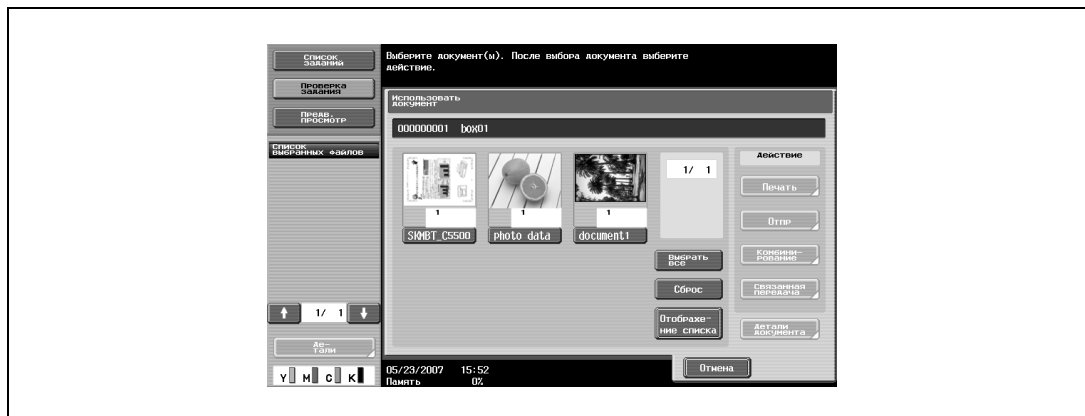 Список
заданий
Проверка
задания
Предв.
просмотр
Список
выбранных файлов
1/ 1
Де-
тали
Y M C K
Выберите документ(ы). После выбора документа выберите
действие.
Использовать
документ
000000001 box01
1
SKMBT_C5500
1
photo data
1
document1
1/ 1
Выбрать
все
Сброс
Отображе-
ние списка
Действие
Печать
Отпр
Комбини-
рование
Связанная
передача
Детали
документа
Отмена
05/23/2007 15:52
Память 0%